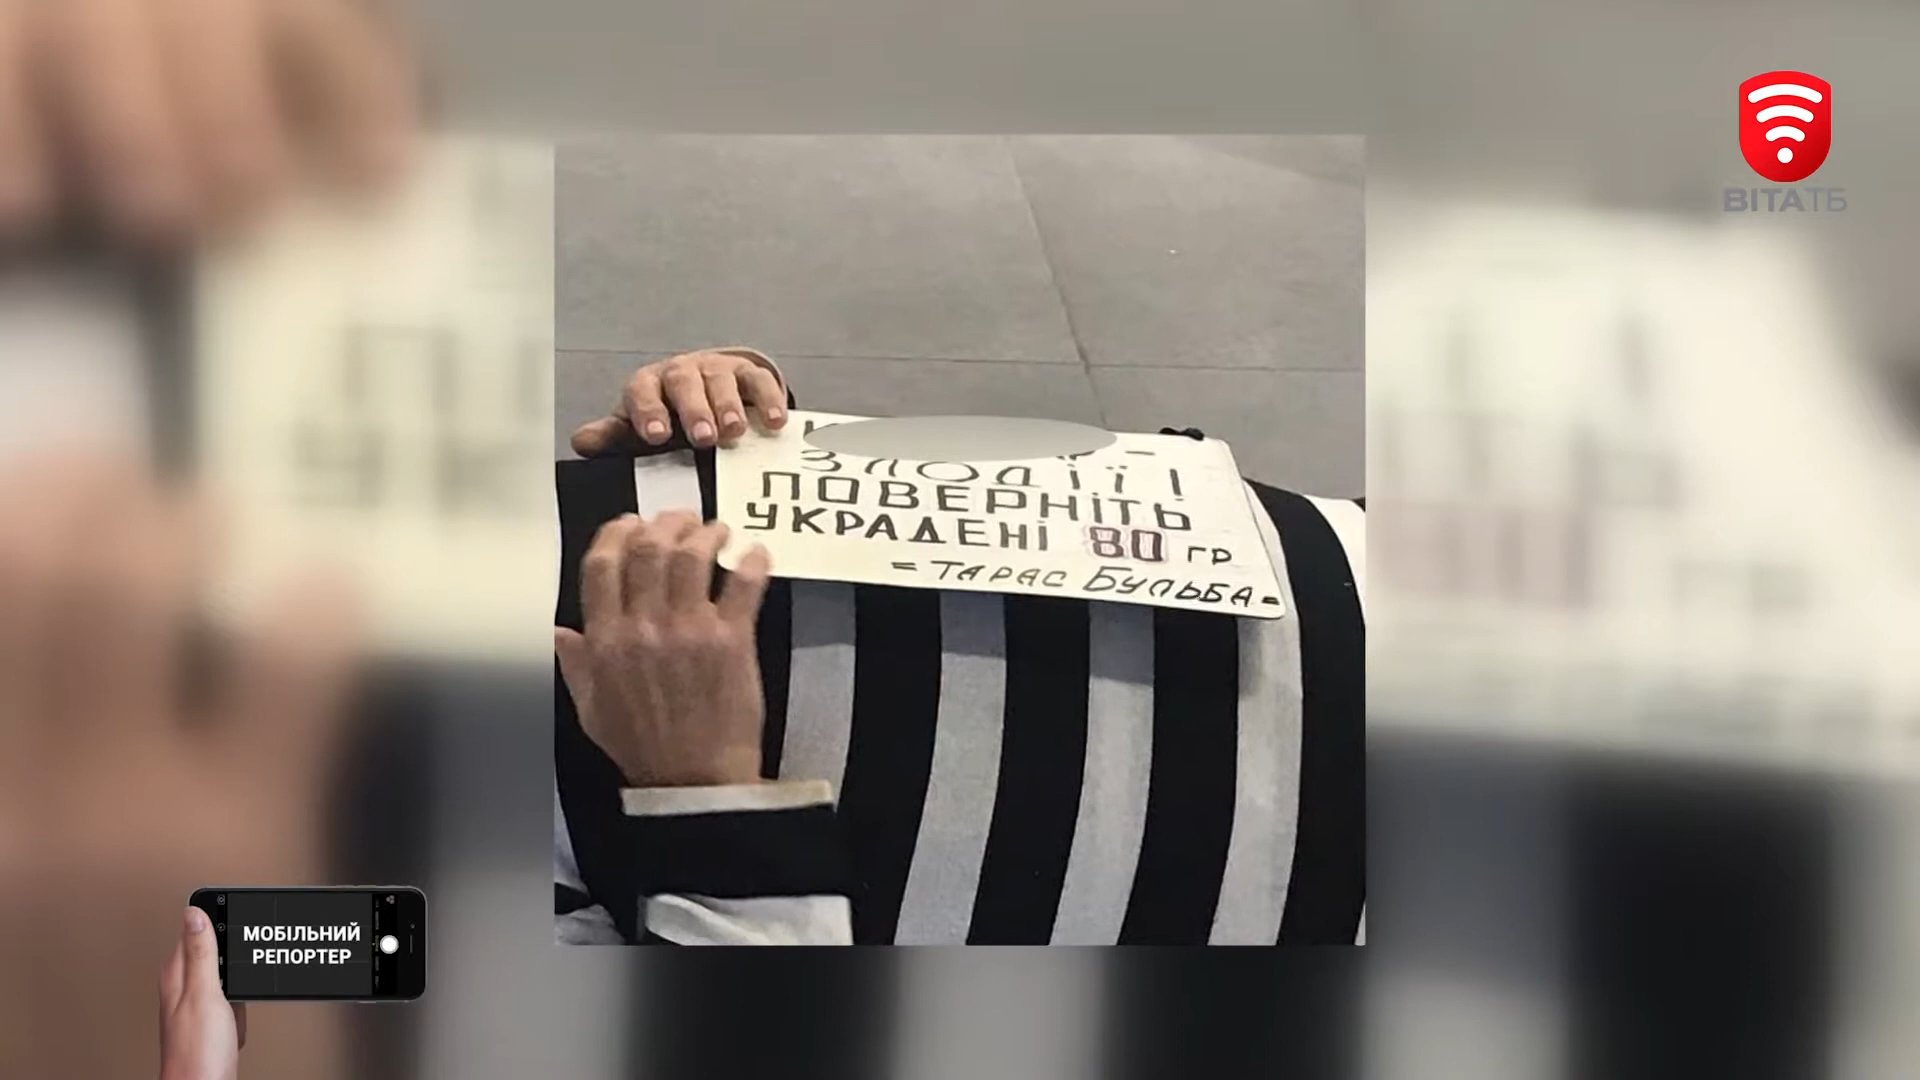 ВІТАТБ
ЗЛОДІЇ!
ПОВЕРНІТЬ
УКРАДЕНІ 80 ГР
= ТАРАС БУЛЬБА =
МОБІЛЬНИЙ
РЕПОРТЕР